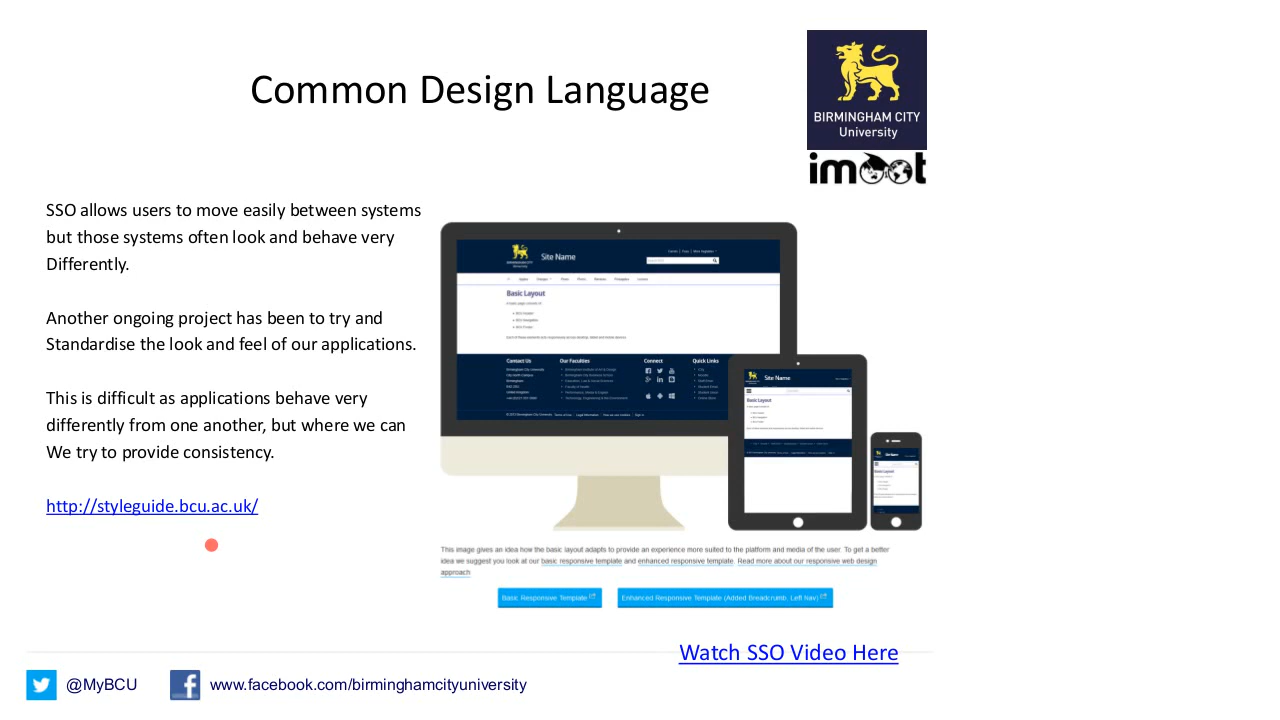 Common Design Language
BIRMINGHAM CITY
University
imoot
SSO allows users to move easily between systems
but those systems often look and behave very
Differently.
Another ongoing project has been to try and
Standardise the look and feel of our applications.
This is difficult as applications behave very
differently from one another, but where we can
We try to provide consistency.
http://styleguide.bcu.ac.uk/
Site Name
Basic Layout
Contact Us
Our Faculties
Connect
Quick Links
Site Name
Basic Layout
Basic Layout
This image gives an idea how the basic layout adapts to provide an experience more suited to the platform and media of the user. To get a better
idea we suggest you look at our basic responsive template and enhanced responsive template. Read more about our responsive web design
approach
Basic Responsive Template
Enhanced Responsive Template (Added Breadcrumb, Left Nav)
Watch SSO Video Here
@MyBCU
www.facebook.com/birminghamcityuniversity